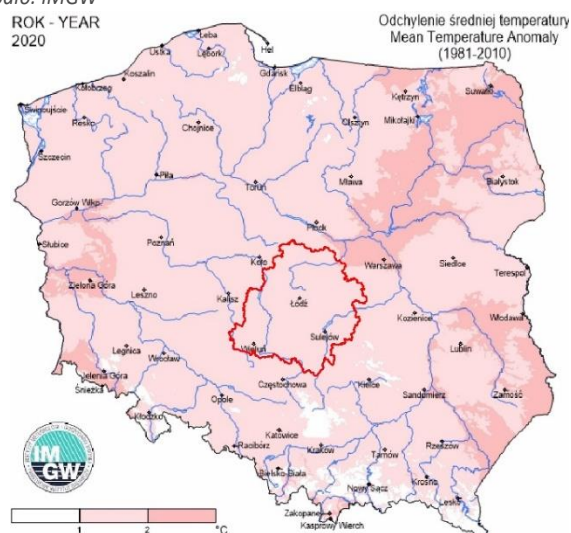 ROK - YEAR
2020
Odchylenie średniej temperatury
Mean Temperature Anomaly
(1981-2010)
Łeba
Ustka
Lębork
Hel
Koszalin
Gdańsk
Kołobrzeg
Elbląg
Kętrzyn
Suwałki
Świnoujście
Resko
Chojnice
Olsztyn
Mikołajki
Szczecin
Piła
Toruń
Mława
Białystok
Gorzów Wlkp.
Płock
Słubice
Poznań
Koło
Warszawa
Siedlce
Terespol
Zielona Góra
Leszno
Kalisz
Łódź
Kozienice
Włodawa
Sulejów
Legnica
Wrocław
Wieluń
Lublin
Jelenia Góra
Śnieżka
Częstochowa
Kielce
Opole
Sandomierz
Zamość
Kłodzko
Katowice
Racibórz
Kraków
Tarnów
Rzeszów
Bielsko-Biała
Nowy Sącz
Krosno
Lesko
Zakopane
Kasprowy Wierch
IM
GW
1 2 °C